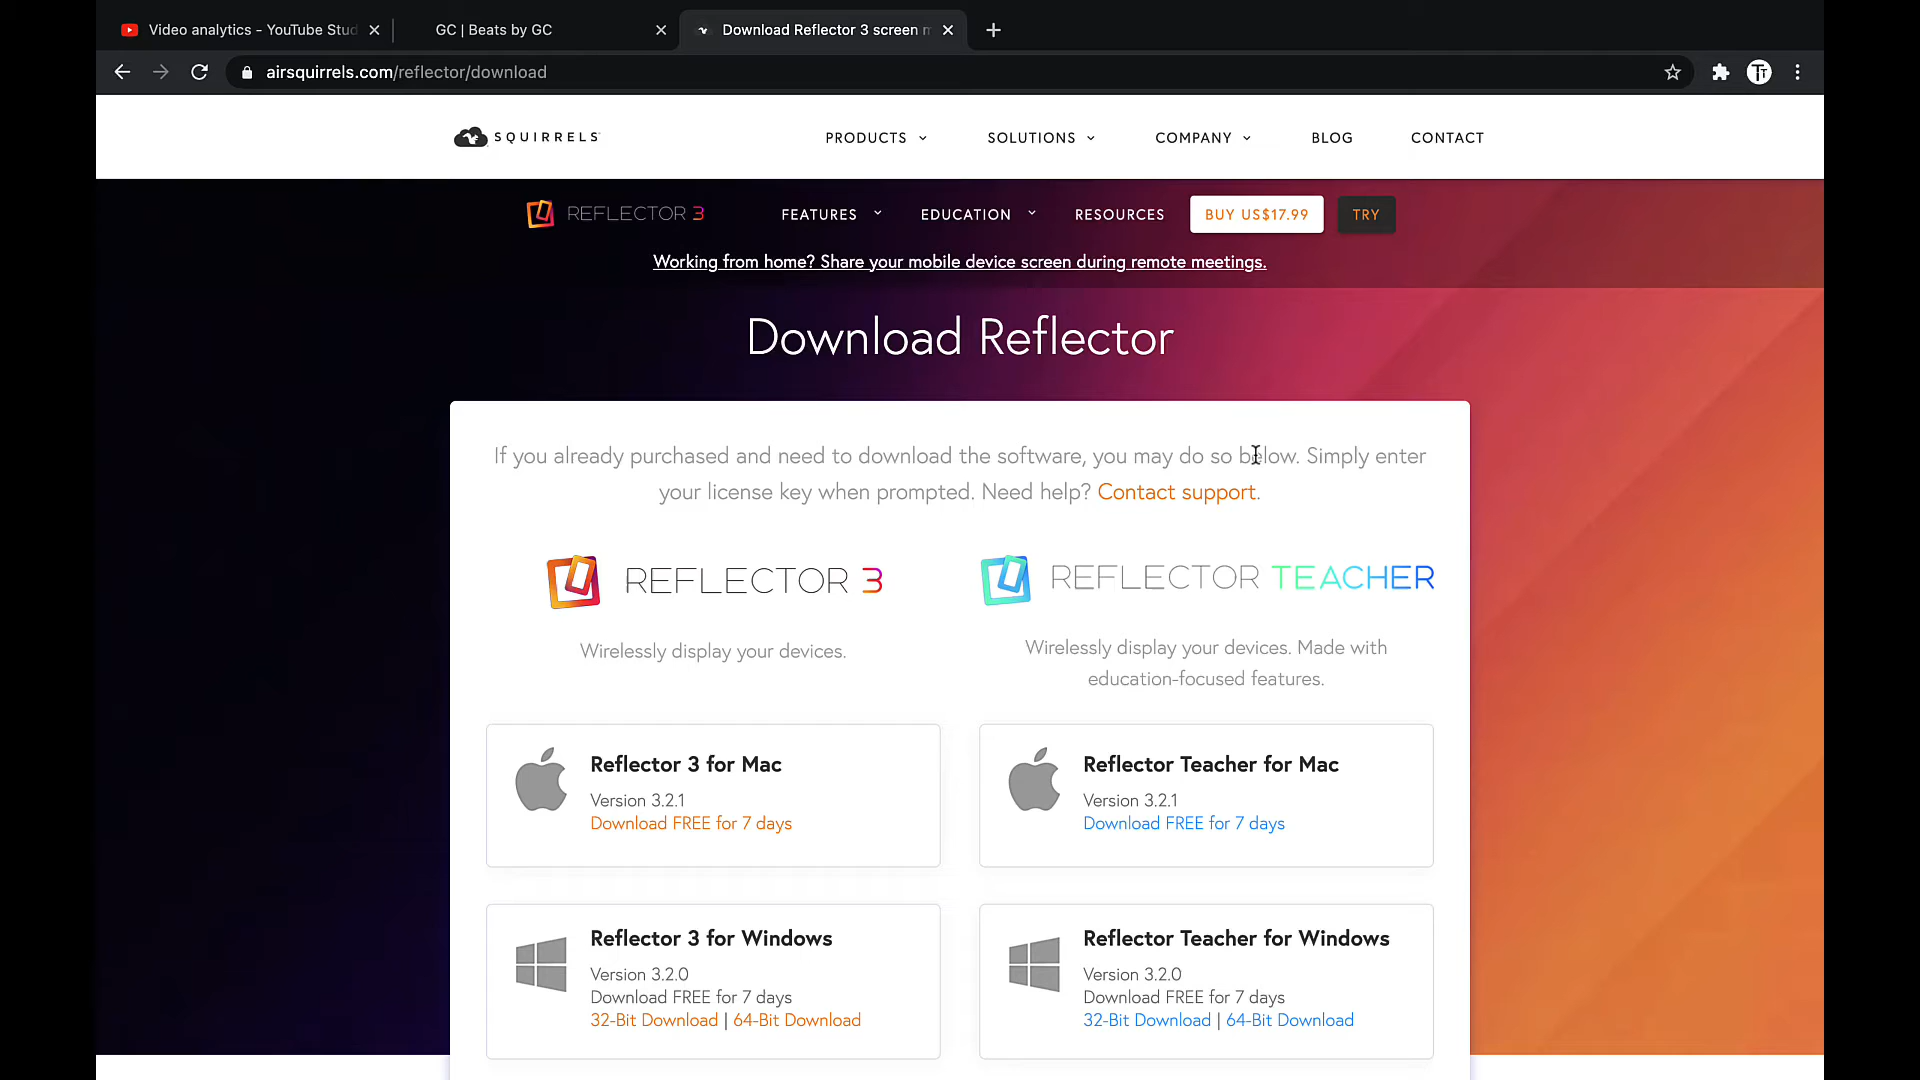 Video analytics - YouTube Stud
GC | Beats by GC
Download Reflector 3 screen m
airsquirrels.com/reflector/download
SQUIRRELS
PRODUCTS
SOLUTIONS
COMPANY
BLOG
CONTACT
REFLECTOR 3
FEATURES
EDUCATION
RESOURCES
BUY US$17.99
TRY
Working from home? Share your mobile device screen during remote meetings.
Download Reflector
If you already purchased and need to download the software, you may do so below. Simply enter
your license key when prompted. Need help? Contact support.
REFLECTOR 3
Wirelessly display your devices.
REFLECTOR TEACHER
Wirelessly display your devices. Made with
education-focused features.
Reflector 3 for Mac
Version 3.2.1
Download FREE for 7 days
Reflector Teacher for Mac
Version 3.2.1
Download FREE for 7 days
Reflector 3 for Windows
Version 3.2.0
Download FREE for 7 days
32-Bit Download | 64-Bit Download
Reflector Teacher for Windows
Version 3.2.0
Download FREE for 7 days
32-Bit Download | 64-Bit Download